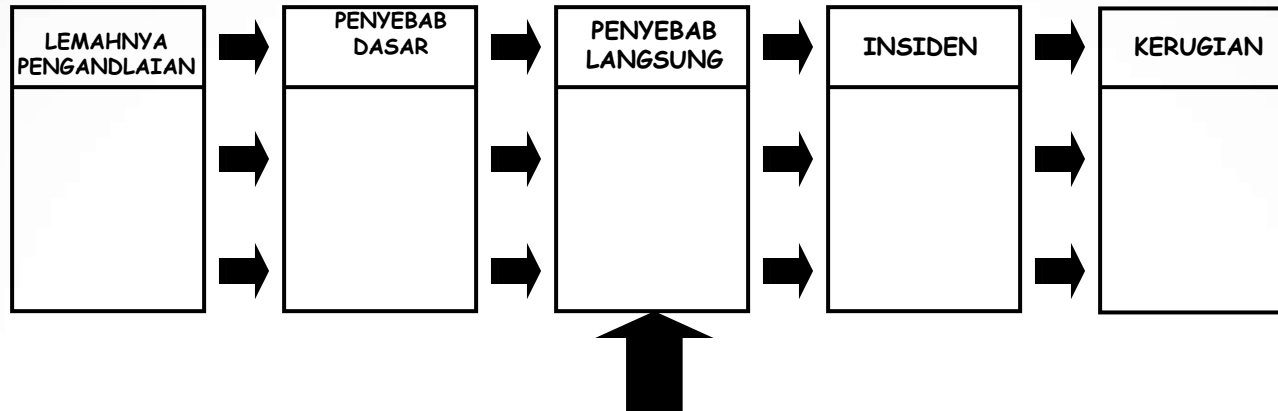 LEMAHNYA
PENGANDLAIAN
PENYEBAB
DASAR
PENYEBAB
LANGSUNG
INSIDEN
KERUGIAN